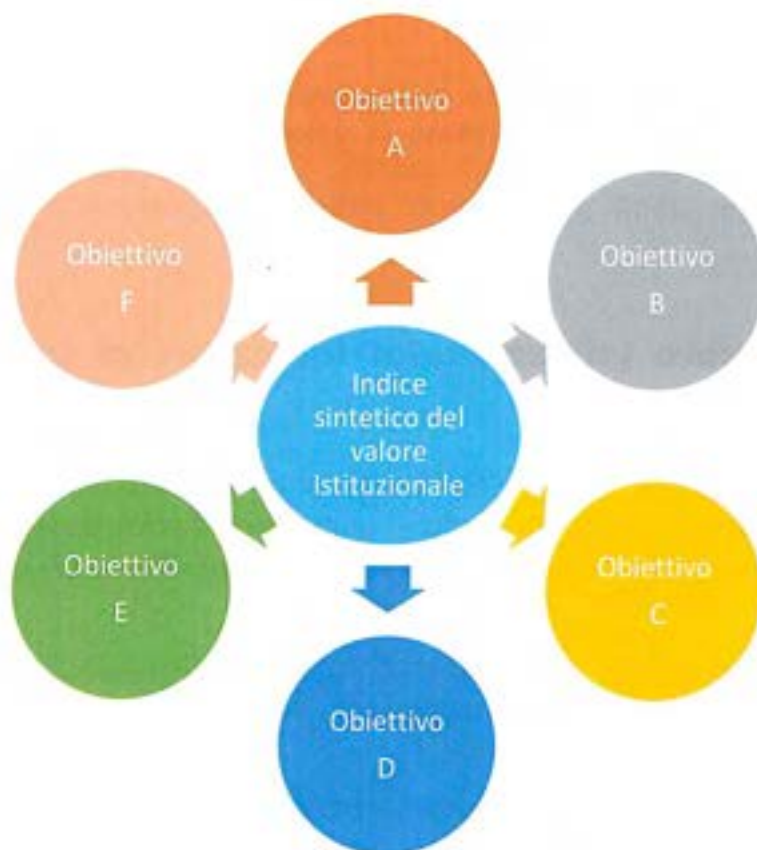 Obiettivo
A
Obiettivo
B
Obiettivo
C
Obiettivo
D
Obiettivo
E
Obiettivo
F
Indice
sintetico del
valore
Istituzionale